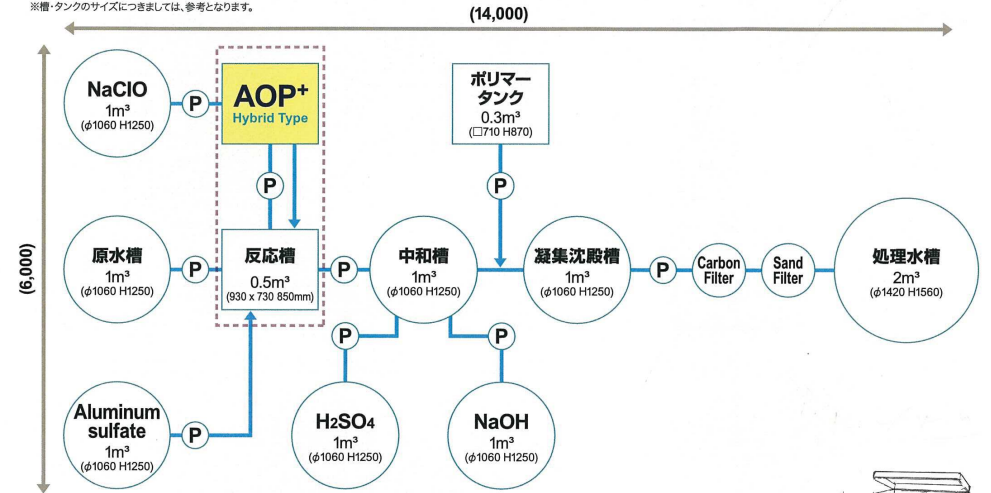 ※槽・タンクのサイズにつきましては、参考となります。
(14,000)
(6,000)
NaClO
1m³
(φ1060 H1250)
P
AOP⁺
Hybrid Type
ポリマー
タンク
0.3m³
(□710 H870)
P
P
原水槽
1m³
(φ1060 H1250)
P
反応槽
0.5m³
(930 x 730 850mm)
P
中和槽
1m³
(φ1060 H1250)
凝集沈殿槽
1m³
(φ1060 H1250)
P
Carbon
Filter
Sand
Filter
処理水槽
2m³
(φ1420 H1560)
P
P
Aluminum
sulfate
1m³
(φ1060 H1250)
P
H₂SO₄
1m³
(φ1060 H1250)
NaOH
1m³
(φ1060 H1250)